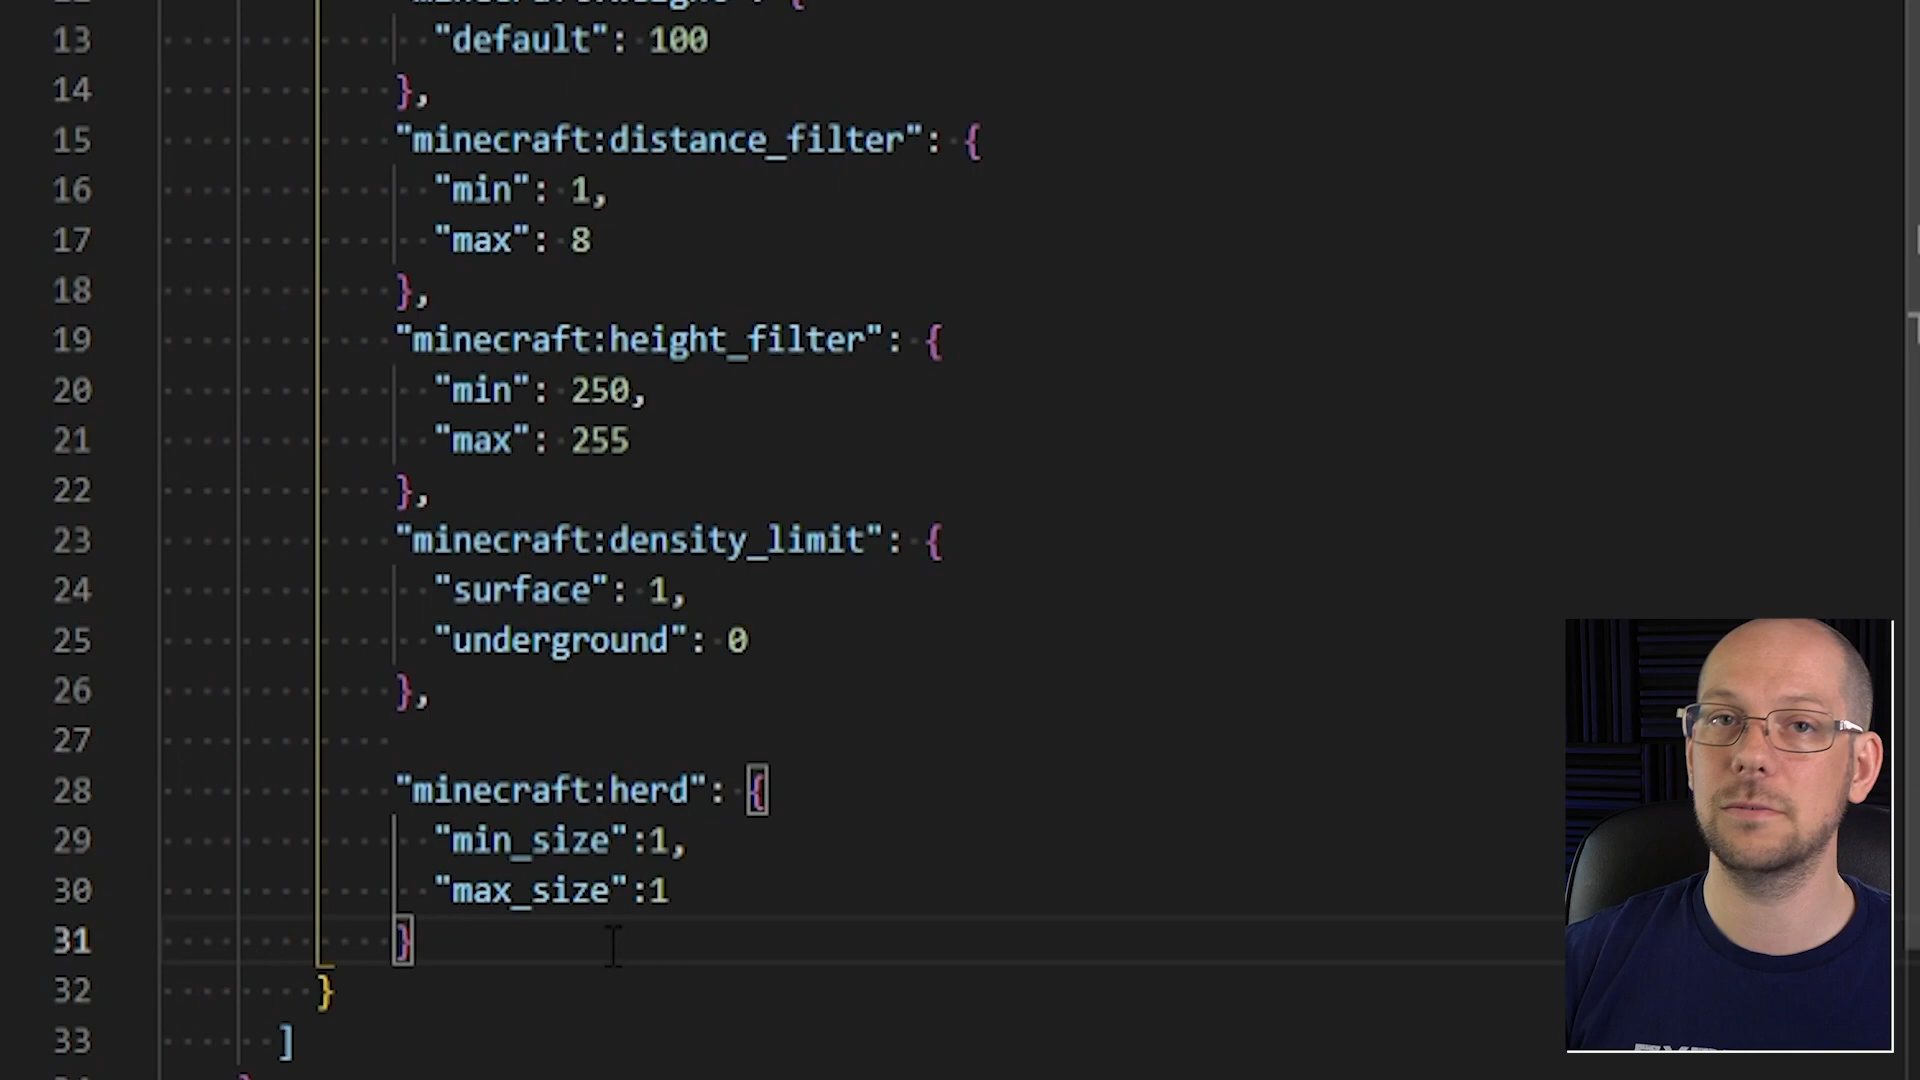 13 "default": 100
14 },
15 "minecraft:distance_filter": {
16 "min": 1,
17 "max": 8
18 },
19 "minecraft:height_filter": {
20 "min": 250,
21 "max": 255
22 },
23 "minecraft:density_limit": {
24 "surface": 1,
25 "underground": 0
26 },
27
28 "minecraft:herd": {
29 "min_size":1,
30 "max_size":1
31 }
32 }
33 ]